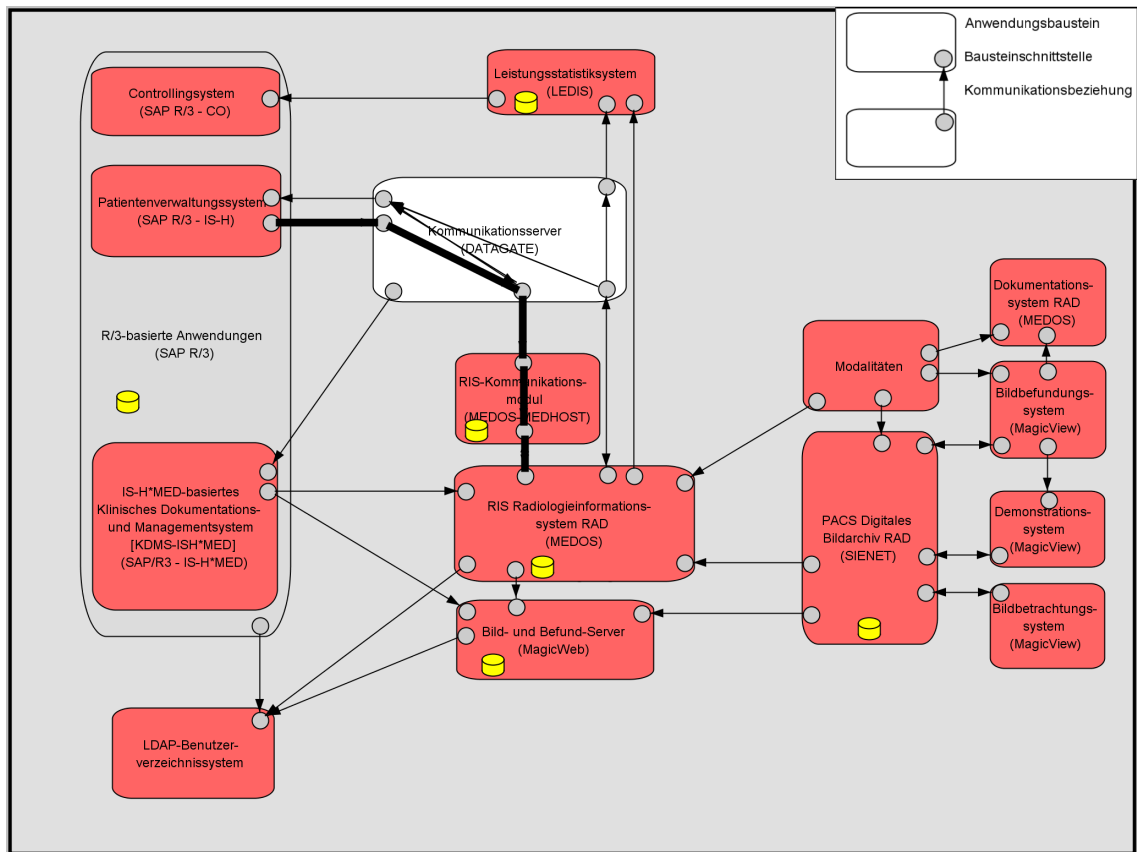 Anwendungsbaustein
Bausteinschnittstelle
Kommunikationsbeziehung
Controllingsystem
(SAP R/3 - CO)
Leistungsstatistiksystem
(LEDIS)
Patientenverwaltungssystem
(SAP R/3 - IS-H)
Kommunikationsserver
(DATAGATE)
R/3-basierte Anwendungen
(SAP R/3)
RIS-Kommunikations-
modul
(MEDOS-MEDHOST)
Modalitäten
Dokumentations-
system RAD
(MEDOS)
Bildbefundungs-
system
(MagicView)
IS-H*MED-basiertes
Klinisches Dokumentations-
und Managementsystem
[KDMS-ISH*MED]
(SAP/R3 - IS-H*MED)
RIS Radiologieinformations-
system RAD
(MEDOS)
PACS Digitales
Bildarchiv RAD
(SIENET)
Demonstrations-
system
(MagicView)
Bildbetrachtungs-
system
(MagicView)
Bild- und Befund-Server
(MagicWeb)
LDAP-Benutzer-
verzeichnissystem